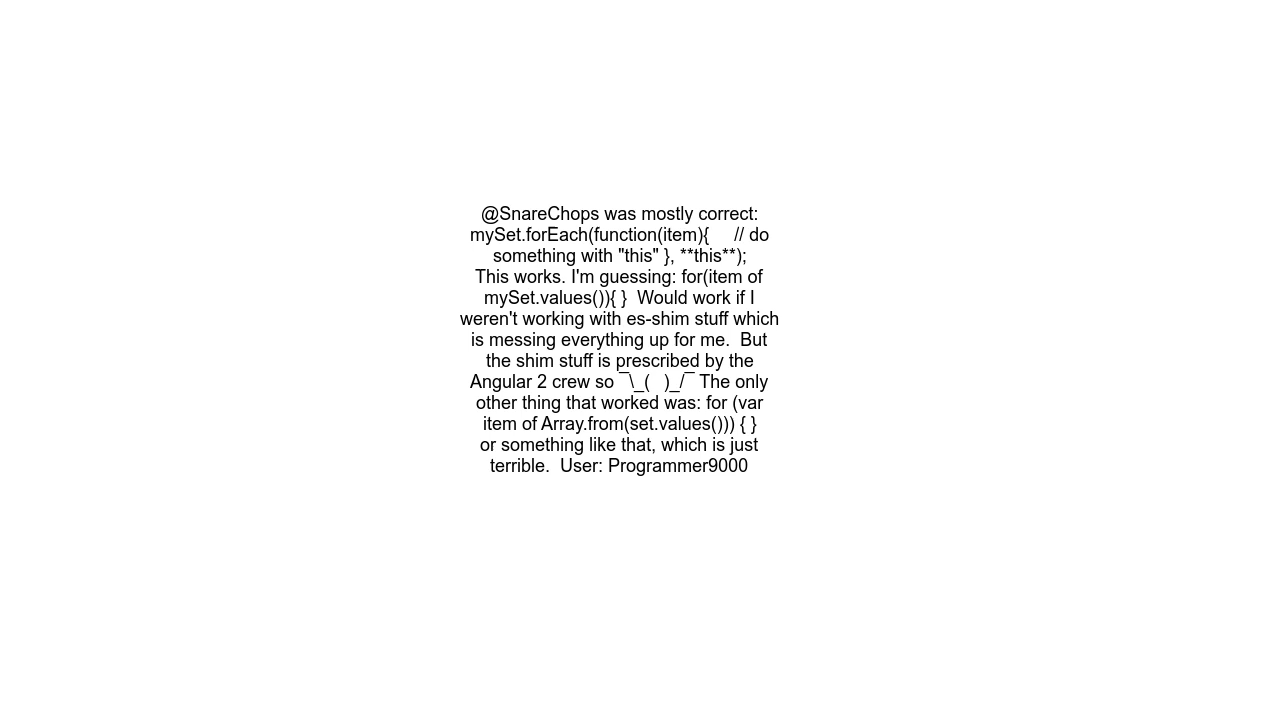 @SnareChops was mostly correct:
mySet.forEach(function(item){     // do
something with "this" }, **this**);
This works. I'm guessing: for(item of
mySet.values()){ }  Would work if I
weren't working with es-shim stuff which
is messing everything up for me.  But
the shim stuff is prescribed by the
Angular 2 crew so ¯\_(   )_/¯ The only
other thing that worked was: for (var
item of Array.from(set.values())) { }
or something like that, which is just
terrible.  User: Programmer9000